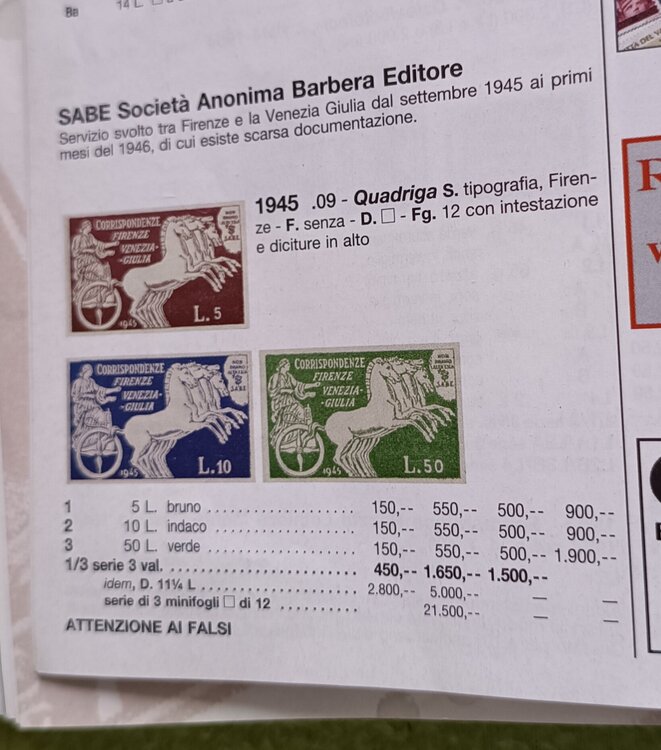 Ba 14 L
SABE Società Anonima Barbera Editore
Servizio svolto tra Firenze e la Venezia Giulia dal settembre 1945 ai primi
mesi del 1946, di cui esiste scarsa documentazione.
1945 .09 - Quadriga S. tipografia, Firen-
ze - F. senza - D. □ - Fg. 12 con intestazione
e diciture in alto
CORRISPONDENZE
FIRENZE
VENEZIA-
-GIULIA
S.A.B.E.
1945
L.5
CORRISPONDENZE
FIRENZE
VENEZIA-
-GIULIA
S.A.B.E.
1945
L.10
CORRISPONDENZE
FIRENZE
VENEZIA-
-GIULIA
S.A.B.E.
1945
L.50
1 5 L. bruno .................... 150,-- 550,-- 500,-- 900,--
2 10 L. indaco .................... 150,-- 550,-- 500,-- 900,--
3 50 L. verde .................... 150,-- 550,-- 500,-- 1.900,--
1/3 serie 3 val. .......................... 450,-- 1.650,-- 1.500,--
idem, D. 11¼ L ...................... 2.800,-- 5.000,-- — —
serie di 3 minifogli □ di 12 .......... 21.500,-- — —
ATTENZIONE AI FALSI
R